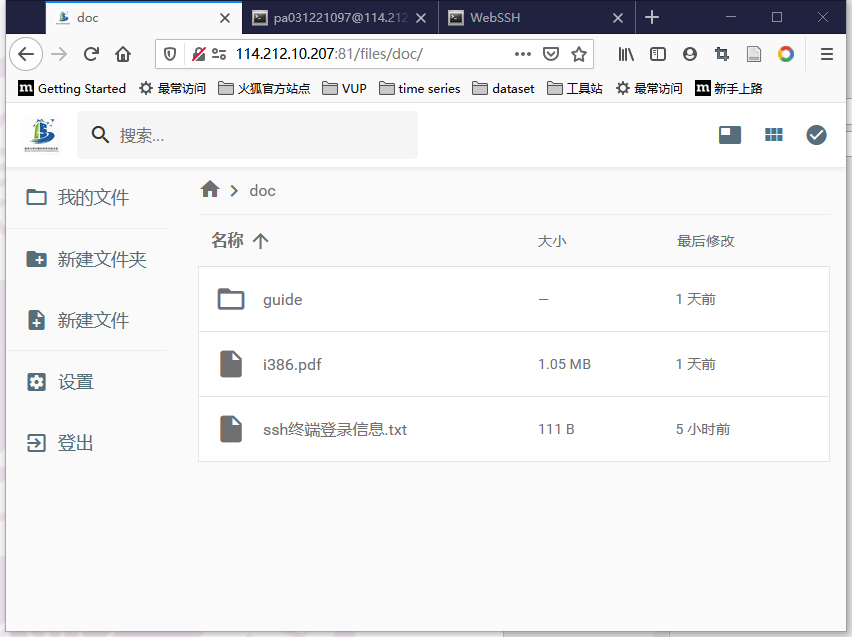 doc
pa031221097@114.212
WebSSH
114.212.10.207:81/files/doc/
Getting Started
最常访问
火狐官方站点
VUP
time series
dataset
工具站
最常访问
新手上路
搜索...
我的文件
新建文件夹
新建文件
设置
登出
doc
名称 大小 最后修改
guide — 1 天前
i386.pdf 1.05 MB 1 天前
ssh终端登录信息.txt 111 B 5 小时前